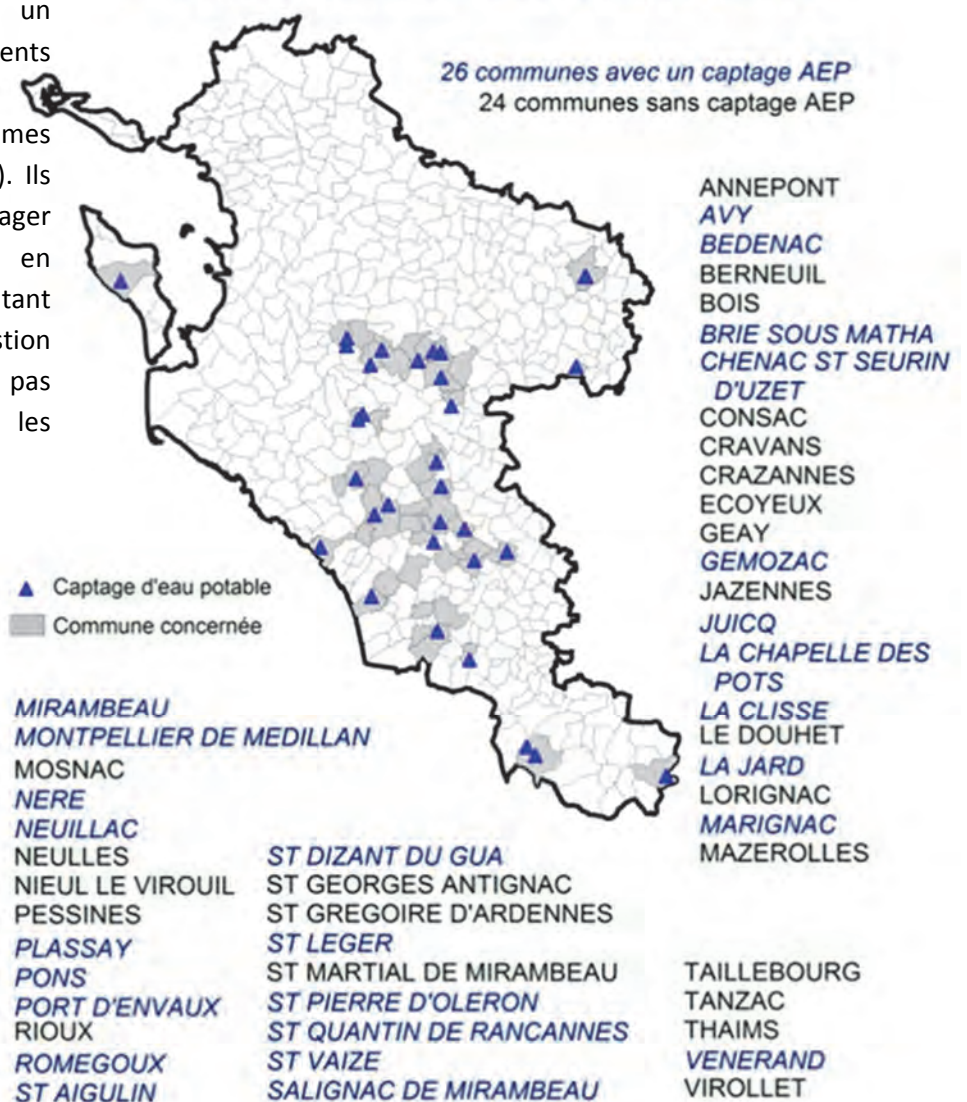 un
ents
mes
). Ils
ager
en
tant
stion
pas
les
26 communes avec un captage AEP
24 communes sans captage AEP
Captage d'eau potable
Commune concernée
ANNEPONT
AVY
BEDENAC
BERNEUIL
BOIS
BRIE SOUS MATHA
CHENAC ST SEURIN
D'UZET
CONSAC
CRAVANS
CRAZANNES
ECOYEUX
GEAY
GEMOZAC
JAZENNES
JUICQ
LA CHAPELLE DES
POTS
LA CLISSE
LE DOUHET
LA JARD
LORIGNAC
MARIGNAC
MAZEROLLES
MIRAMBEAU
MONTPELLIER DE MEDILLAN
MOSNAC
NERE
NEUILLAC
NEULLES
NIEUL LE VIROUIL
PESSINES
PLASSAY
PONS
PORT D'ENVAUX
RIOUX
ROMEGOUX
ST AIGULIN
ST DIZANT DU GUA
ST GEORGES ANTIGNAC
ST GREGOIRE D'ARDENNES
ST LEGER
ST MARTIAL DE MIRAMBEAU
ST PIERRE D'OLERON
ST QUANTIN DE RANCANNES
ST VAIZE
SALIGNAC DE MIRAMBEAU
TAILLEBOURG
TANZAC
THAIMS
VENERAND
VIROLLET